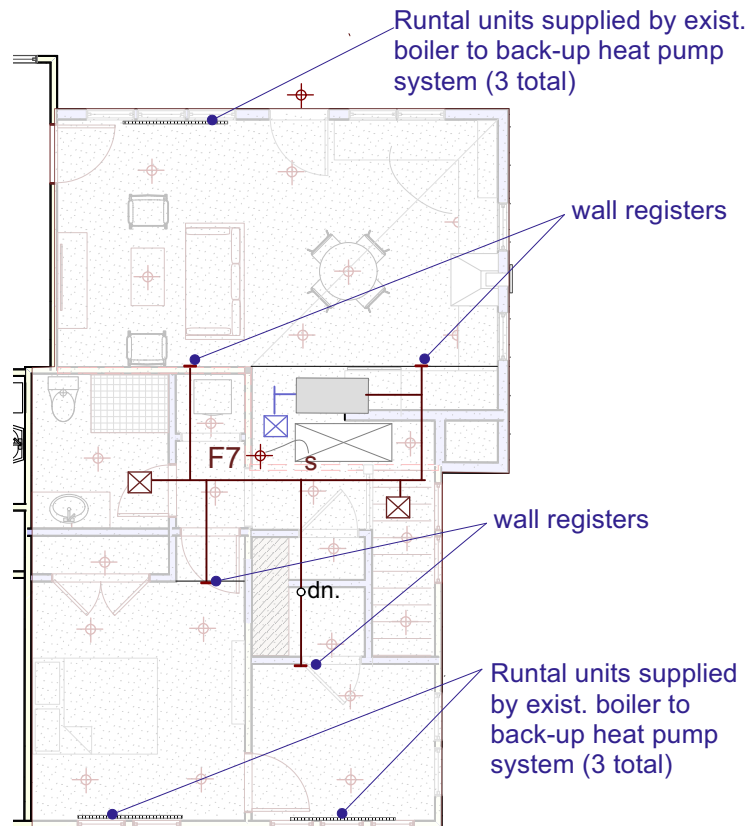 Runtal units supplied by exist.
boiler to back-up heat pump
system (3 total)
wall registers
F7
s
wall registers
dn.
Runtal units supplied
by exist. boiler to
back-up heat pump
system (3 total)